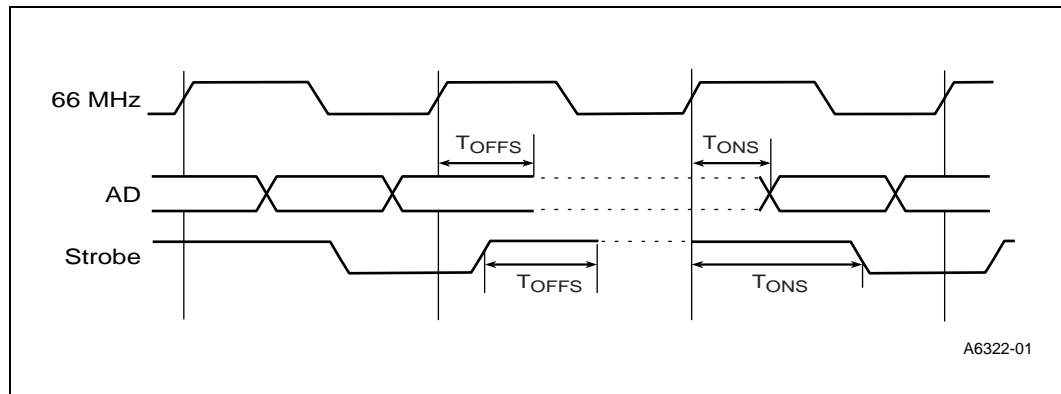 66 MHz
TOFFS
TONS
AD
Strobe
TOFFS
TONS
A6322-01